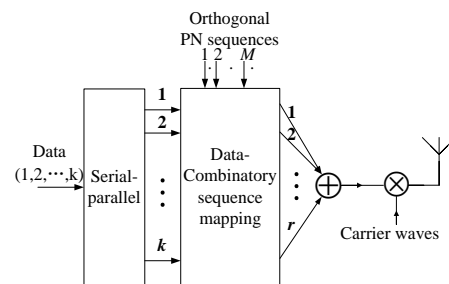 Orthogonal
PN sequences
1 2 . . M
1
2
k
Data
(1,2,⋯,k)
Serial-
parallel
Data-
Combinatory
sequence
mapping
1
2
r
Carrier waves